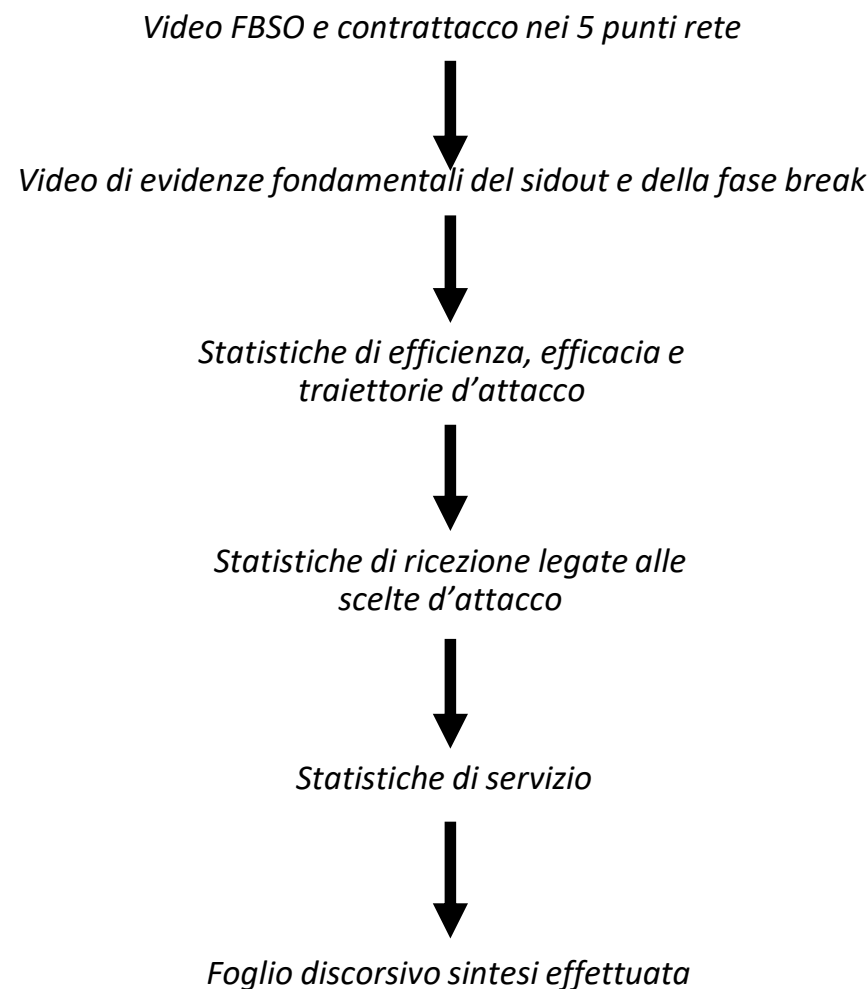 Video FBSO e contrattacco nei 5 punti rete
Video di evidenze fondamentali del sidout e della fase break
Statistiche di efficienza, efficacia e
traiettorie d'attacco
Statistiche di ricezione legate alle
scelte d'attacco
Statistiche di servizio
Foglio discorsivo sintesi effettuata